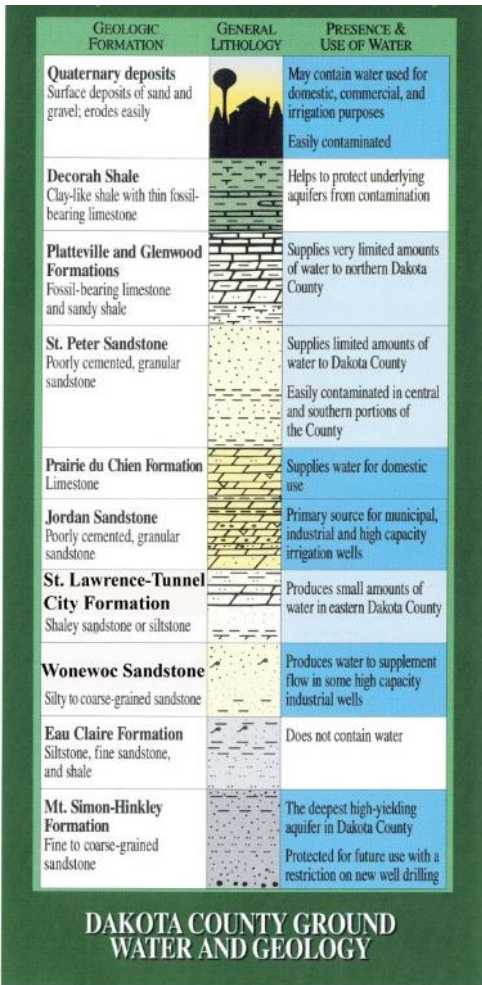 GEOLOGIC
FORMATION
GENERAL
LITHOLOGY
PRESENCE &
USE OF WATER
Quaternary deposits
Surface deposits of sand and
gravel; erodes easily
May contain water used for
domestic, commercial, and
irrigation purposes
Easily contaminated
Decorah Shale
Clay-like shale with thin fossil-
bearing limestone
Helps to protect underlying
aquifers from contamination
Platteville and Glenwood
Formations
Fossil-bearing limestone
and sandy shale
Supplies very limited amounts
of water to northern Dakota
County
St. Peter Sandstone
Poorly cemented, granular
sandstone
Supplies limited amounts of
water to Dakota County
Easily contaminated in central
and southern portions of
the County
Prairie du Chien Formation
Limestone
Supplies water for domestic
use
Jordan Sandstone
Poorly cemented, granular
sandstone
Primary source for municipal,
industrial and high capacity
irrigation wells
St. Lawrence-Tunnel
City Formation
Shaley sandstone or siltstone
Produces small amounts of
water in eastern Dakota County
Wonewoc Sandstone
Silty to coarse-grained sandstone
Produces water to supplement
flow in some high capacity
industrial wells
Eau Claire Formation
Siltstone, fine sandstone,
and shale
Does not contain water
Mt. Simon-Hinkley
Formation
Fine to coarse-grained
sandstone
The deepest high-yielding
aquifer in Dakota County
Protected for future use with a
restriction on new well drilling
DAKOTA COUNTY GROUND
WATER AND GEOLOGY